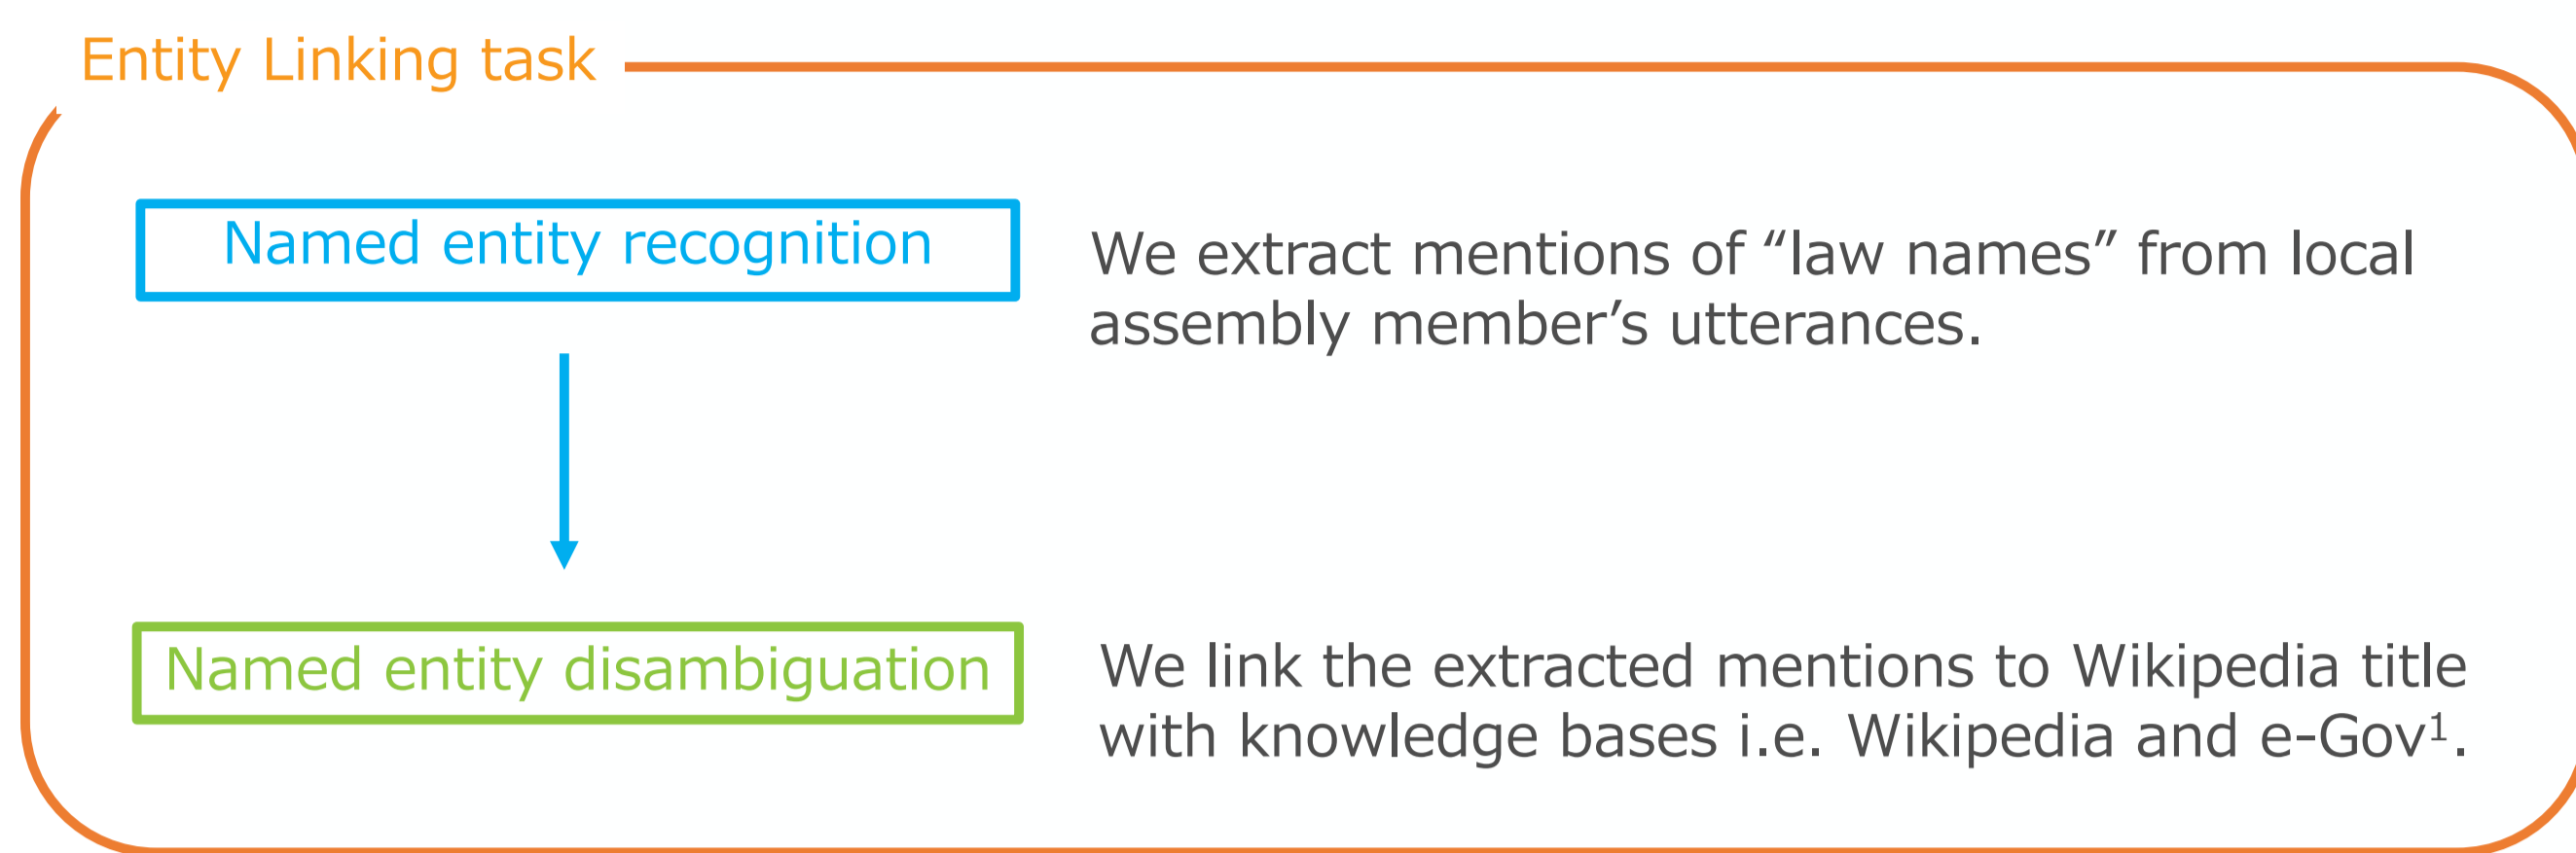 Entity Linking task
Named entity recognition
We extract mentions of “law names” from local
assembly member’s utterances.
Named entity disambiguation
We link the extracted mentions to Wikipedia title
with knowledge bases i.e. Wikipedia and e-Gov¹.